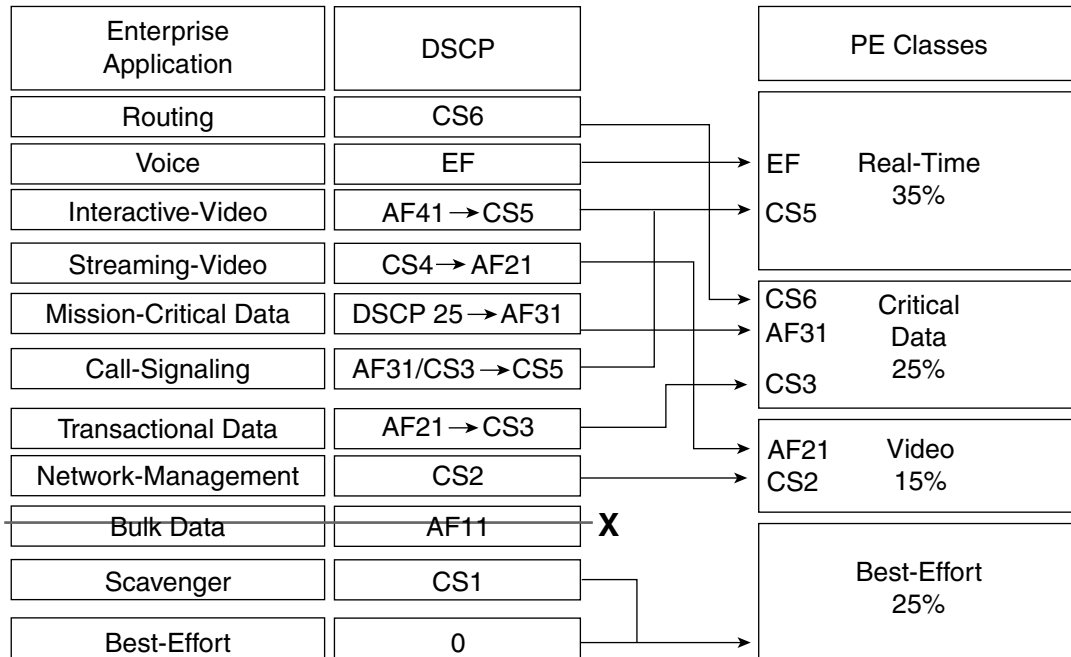 Enterprise
Application
DSCP
PE Classes
Routing
CS6
Voice
EF
Interactive-Video
AF41→CS5
Streaming-Video
CS4→AF21
Mission-Critical Data
DSCP 25→AF31
Call-Signaling
AF31/CS3→CS5
Transactional Data
AF21→CS3
Network-Management
CS2
Bulk Data
AF11
X
Scavenger
CS1
Best-Effort
0
EF
CS5
Real-Time
35%
CS6
AF31
CS3
Critical
Data
25%
AF21
CS2
Video
15%
Best-Effort
25%